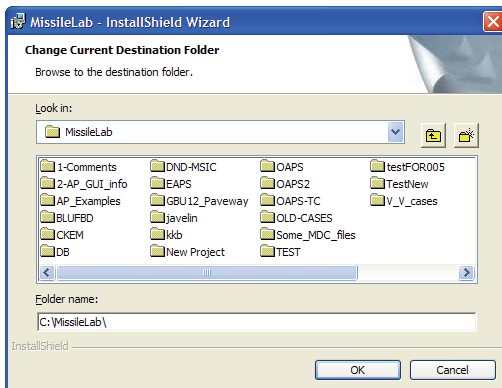 MissileLab - InstallShield Wizard
Change Current Destination Folder
Browse to the destination folder.
Look in:
MissileLab
1-Comments DND-MSIC OAPS testFOR005
2-AP_GUI_info EAPS OAPS2 TestNew
AP_Examples GBU12_Paveway OAPS-TC V_V_cases
BLUFBD javelin OLD-CASES
CKEM kkb Some_MDC_files
DB New Project TEST
Folder name:
C:\MissileLab\
InstallShield
OK Cancel